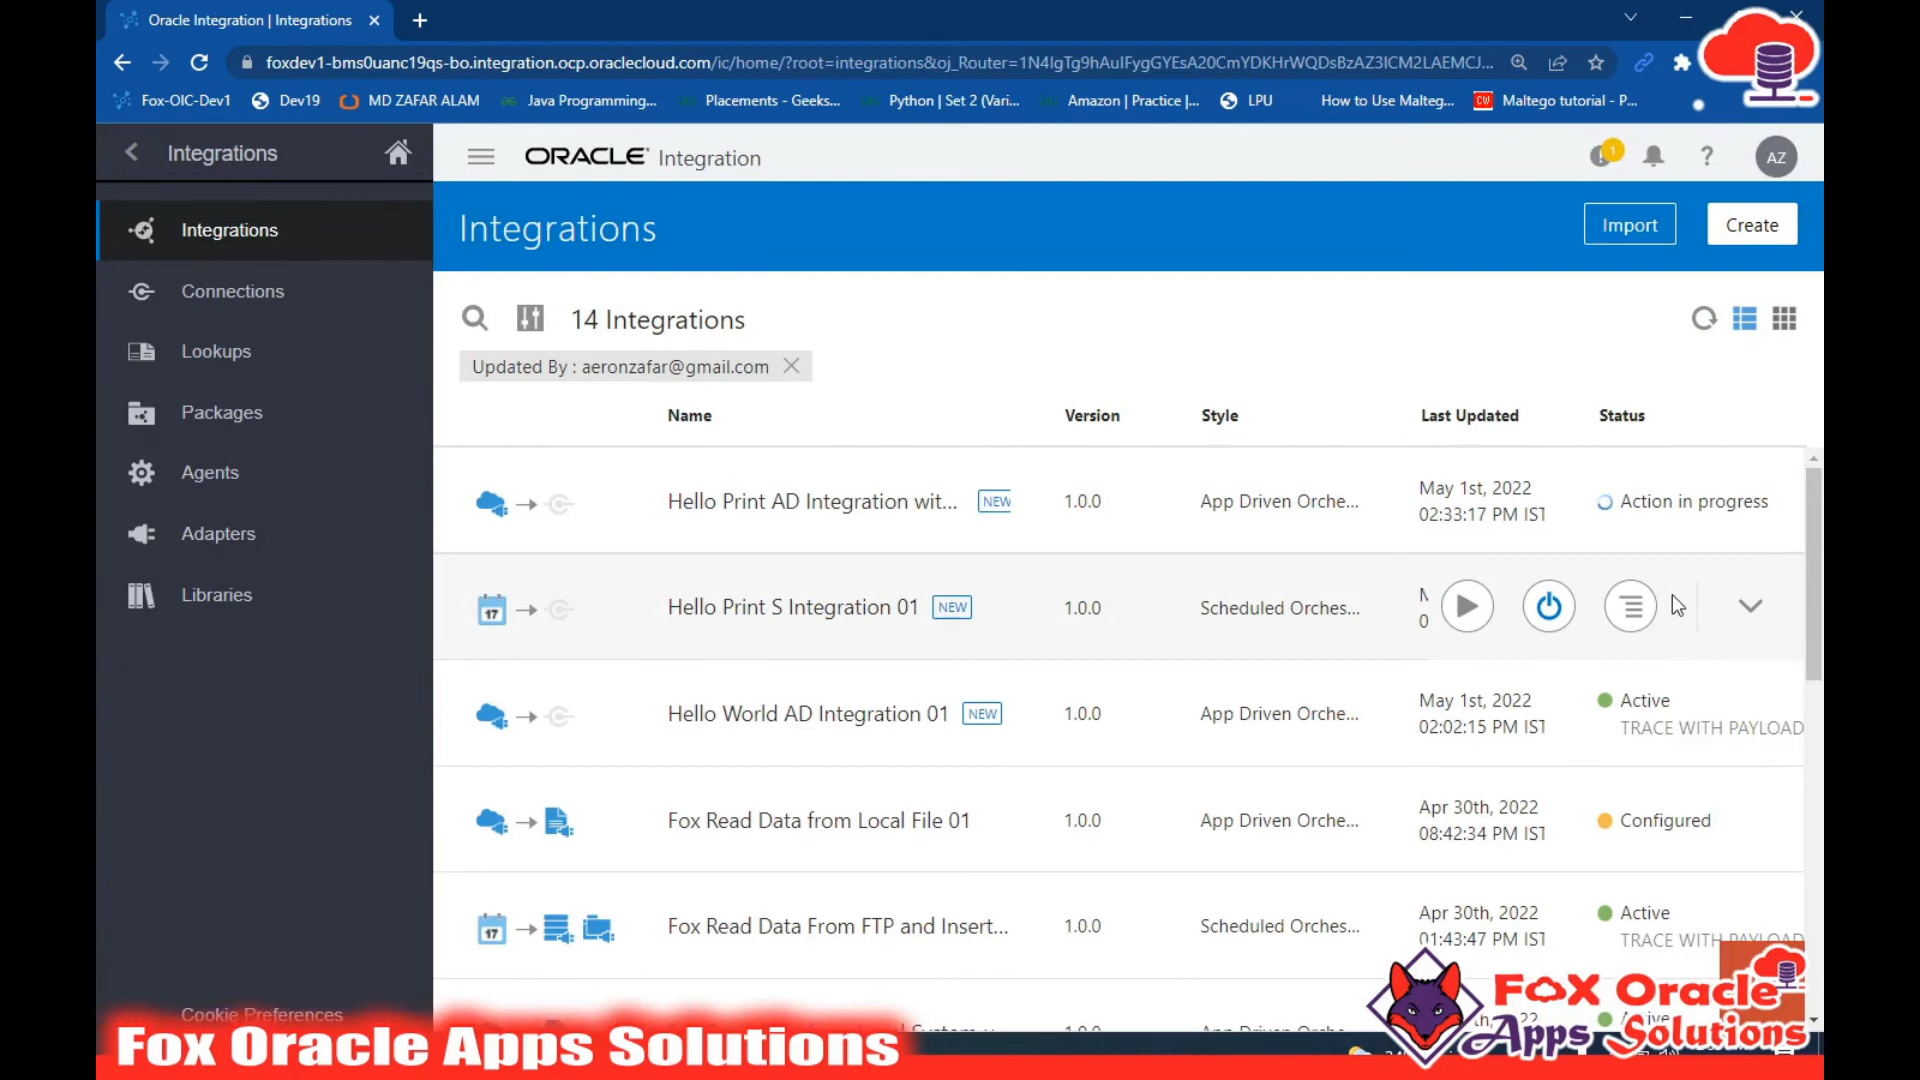 Oracle Integration | Integrations
foxdev1-bms0uanc19qs-bo.integration.ocp.oraclecloud.com/ic/home/?root=integrations&oj_Router=1N4IgTg9hAuIFygGYEsA20CmYDKHrWQDsBzAZ3ICM2LAEMCJ...
Fox-OIC-Dev1 Dev19 MD ZAFAR ALAM Java Programming... Placements - Geeks... Python | Set 2 (Vari... Amazon | Practice |... LPU How to Use Malteg... CW Maltego tutorial - P...
Integrations
ORACLE Integration
1
?
AZ
Integrations
Connections
Lookups
Packages
Agents
Adapters
Libraries
Cookie Preferences
Integrations
Import
Create
14 Integrations
Updated By : aeronzafar@gmail.com
Name Version Style Last Updated Status
Hello Print AD Integration wit... NEW 1.0.0 App Driven Orche... May 1st, 2022 02:33:17 PM IST Action in progress
17 Hello Print S Integration 01 NEW 1.0.0 Scheduled Orches...
Hello World AD Integration 01 NEW 1.0.0 App Driven Orche... May 1st, 2022 02:02:15 PM IST Active TRACE WITH PAYLOAD
Fox Read Data from Local File 01 1.0.0 App Driven Orche... Apr 30th, 2022 08:42:34 PM IST Configured
17 Fox Read Data From FTP and Insert... 1.0.0 Scheduled Orches... Apr 30th, 2022 01:43:47 PM IST Active TRACE WITH PAYLOAD
Fox Oracle Apps Solutions
Fox Oracle
Apps Solutions